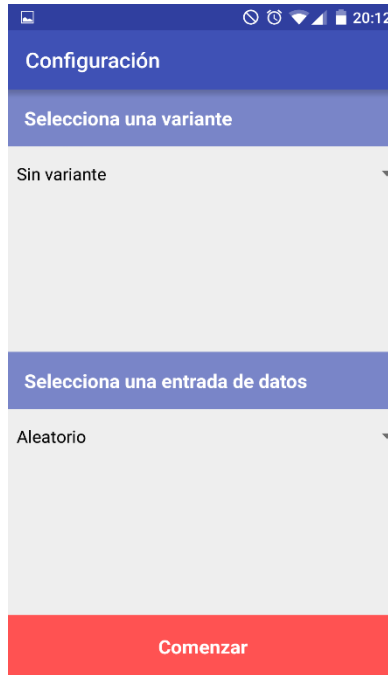 20:12
Configuración
Selecciona una variante
Sin variante
Selecciona una entrada de datos
Aleatorio
Comenzar